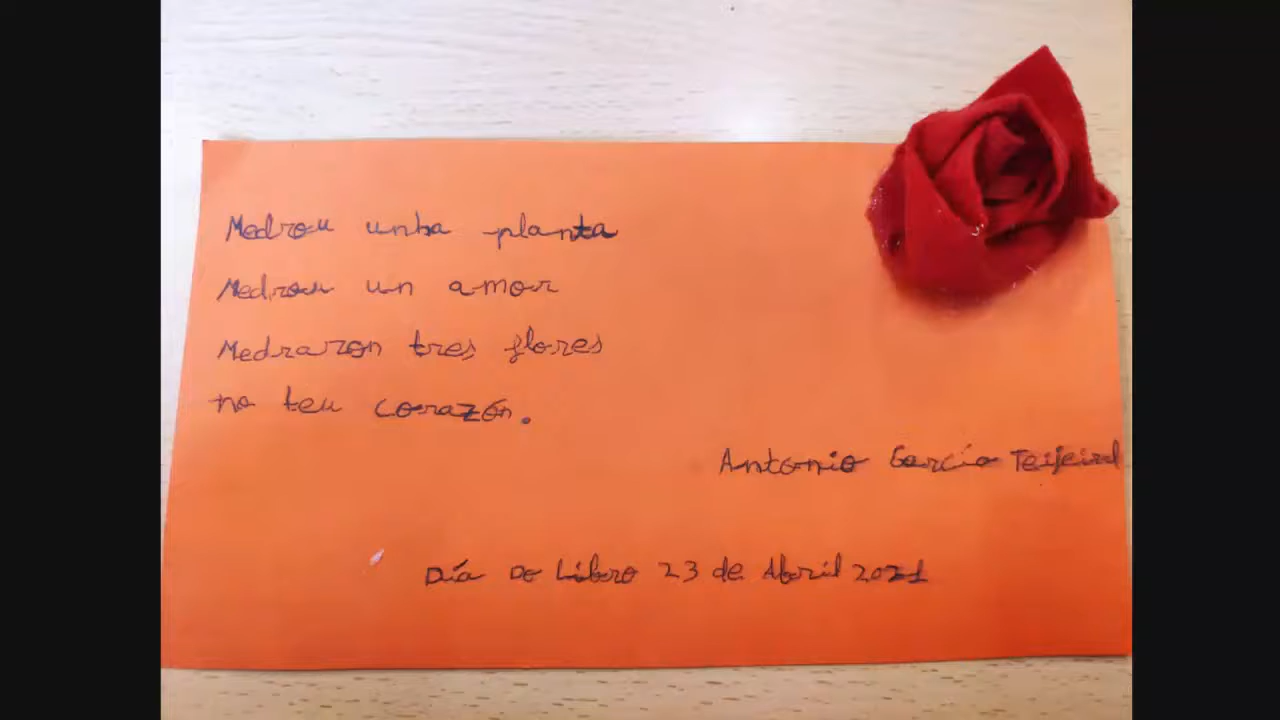 Medrou unha planta
Medrou un amor
Medraron tres flores
no teu corazón.
Antonio García Teijeiro
Día Do Libro 23 de Abril 2021